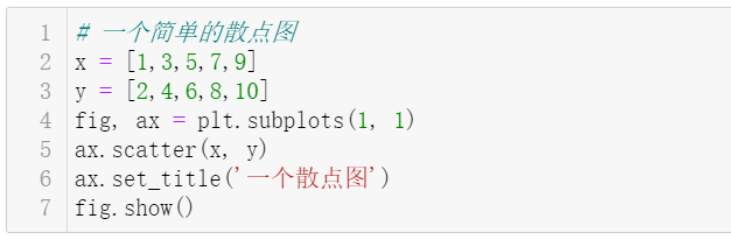 1 # 一个简单的散点图
2 x = [1,3,5,7,9]
3 y = [2,4,6,8,10]
4 fig, ax = plt.subplots(1, 1)
5 ax.scatter(x, y)
6 ax.set_title('一个散点图')
7 fig.show()